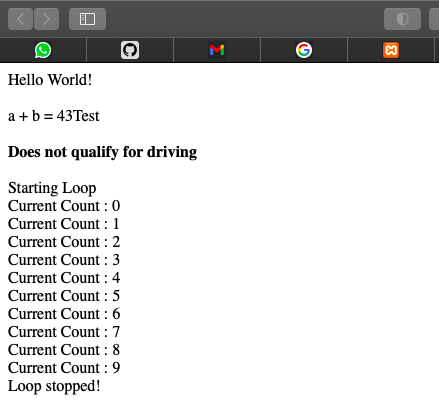 Hello World!
a + b = 43Test
Does not qualify for driving
Starting Loop
Current Count : 0
Current Count : 1
Current Count : 2
Current Count : 3
Current Count : 4
Current Count : 5
Current Count : 6
Current Count : 7
Current Count : 8
Current Count : 9
Loop stopped!